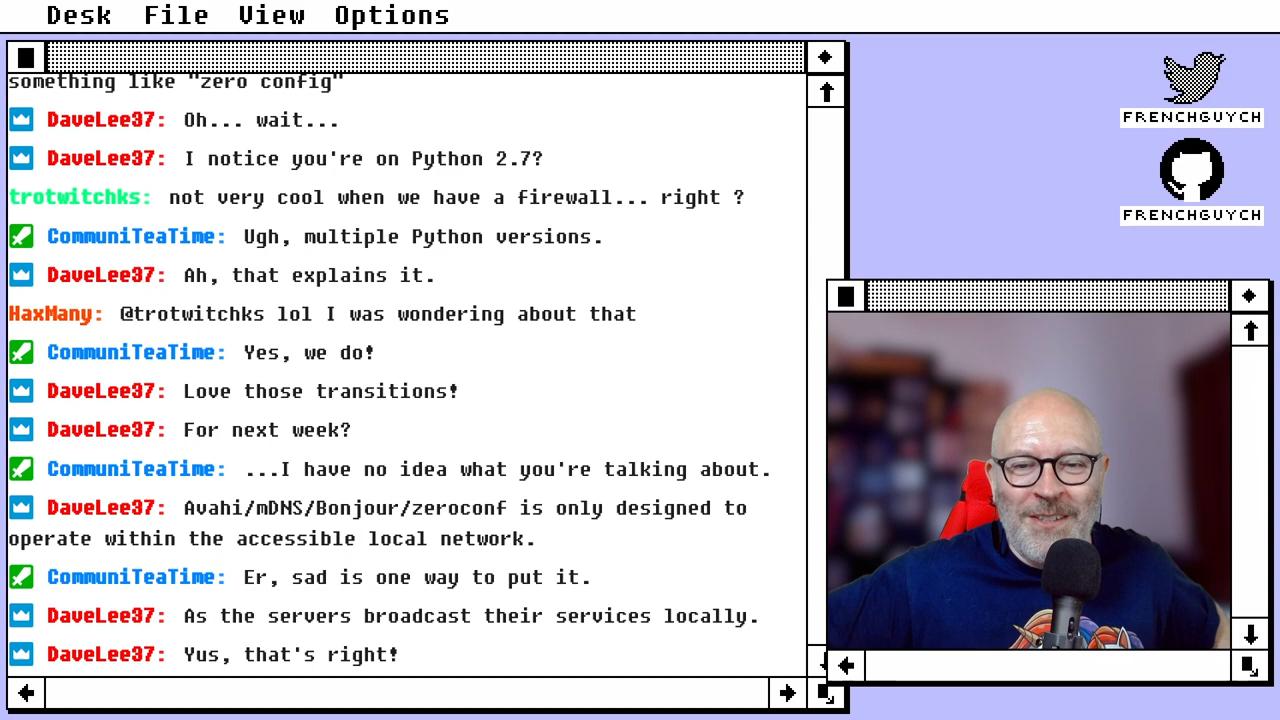 Desk File View Options
something like "zero config"
DaveLee37: Oh... wait...
DaveLee37: I notice you're on Python 2.7?
trotwitchks: not very cool when we have a firewall... right ?
CommuniTeaTime: Ugh, multiple Python versions.
DaveLee37: Ah, that explains it.
HaxMany: @trotwitchks lol I was wondering about that
CommuniTeaTime: Yes, we do!
DaveLee37: Love those transitions!
DaveLee37: For next week?
CommuniTeaTime: ...I have no idea what you're talking about.
DaveLee37: Avahi/mDNS/Bonjour/zeroconf is only designed to
operate within the accessible local network.
CommuniTeaTime: Er, sad is one way to put it.
DaveLee37: As the servers broadcast their services locally.
DaveLee37: Yus, that's right!
FRENCHGUYCH
FRENCHGUYCH